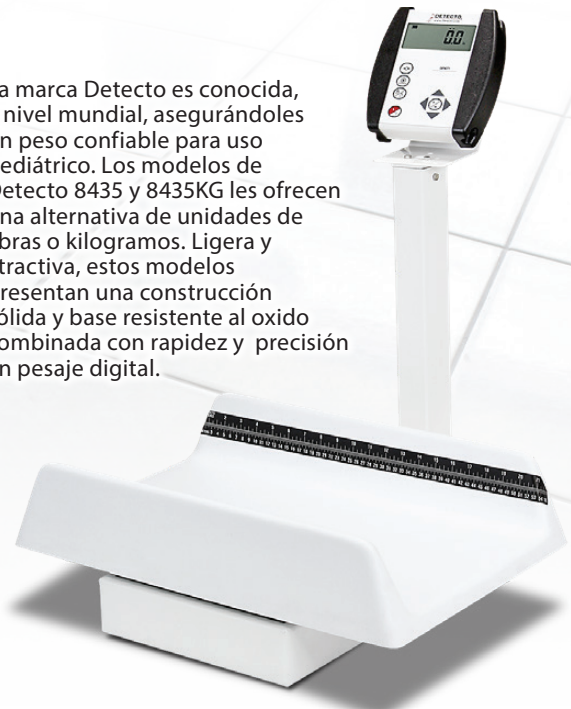 a marca Detecto es conocida,
nivel mundial, asegurándoles
n peso confiable para uso
ediátrico. Los modelos de
etecto 8435 y 8435KG les ofrecen
na alternativa de unidades de
bras o kilogramos. Ligera y
tractiva, estos modelos
resentan una construcción
ólida y base resistente al oxido
ombinada con rapidez y precisión
n pesaje digital.
DETECTO
0.0